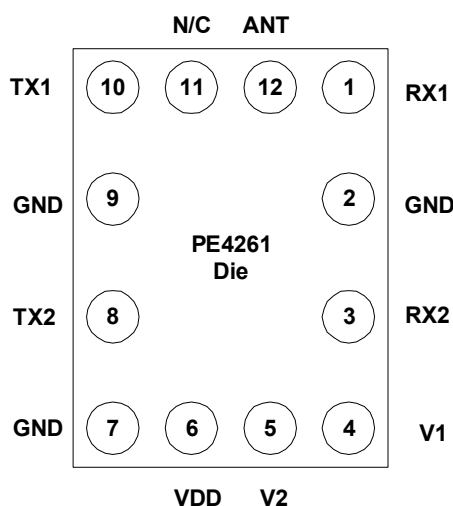 N/C ANT
TX1 10 11 12 1 RX1
GND 9 2 GND
PE4261
Die
TX2 8 3 RX2
GND 7 6 5 4 V1
VDD V2